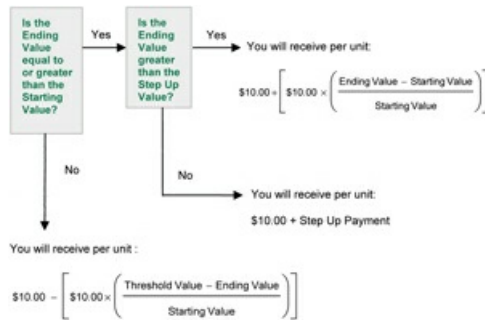 Is the
Ending
Value
equal to
or greater
than the
Starting
Value?
Yes
Is the
Ending
Value
greater
than the
Step Up
Value?
Yes
You will receive per unit:
$10.00 + [ $10.00 × ( Ending Value − Starting Value / Starting Value ) ]
No
No
You will receive per unit:
$10.00 + Step Up Payment
You will receive per unit :
$10.00 − [ $10.00 × ( Threshold Value − Ending Value / Starting Value ) ]